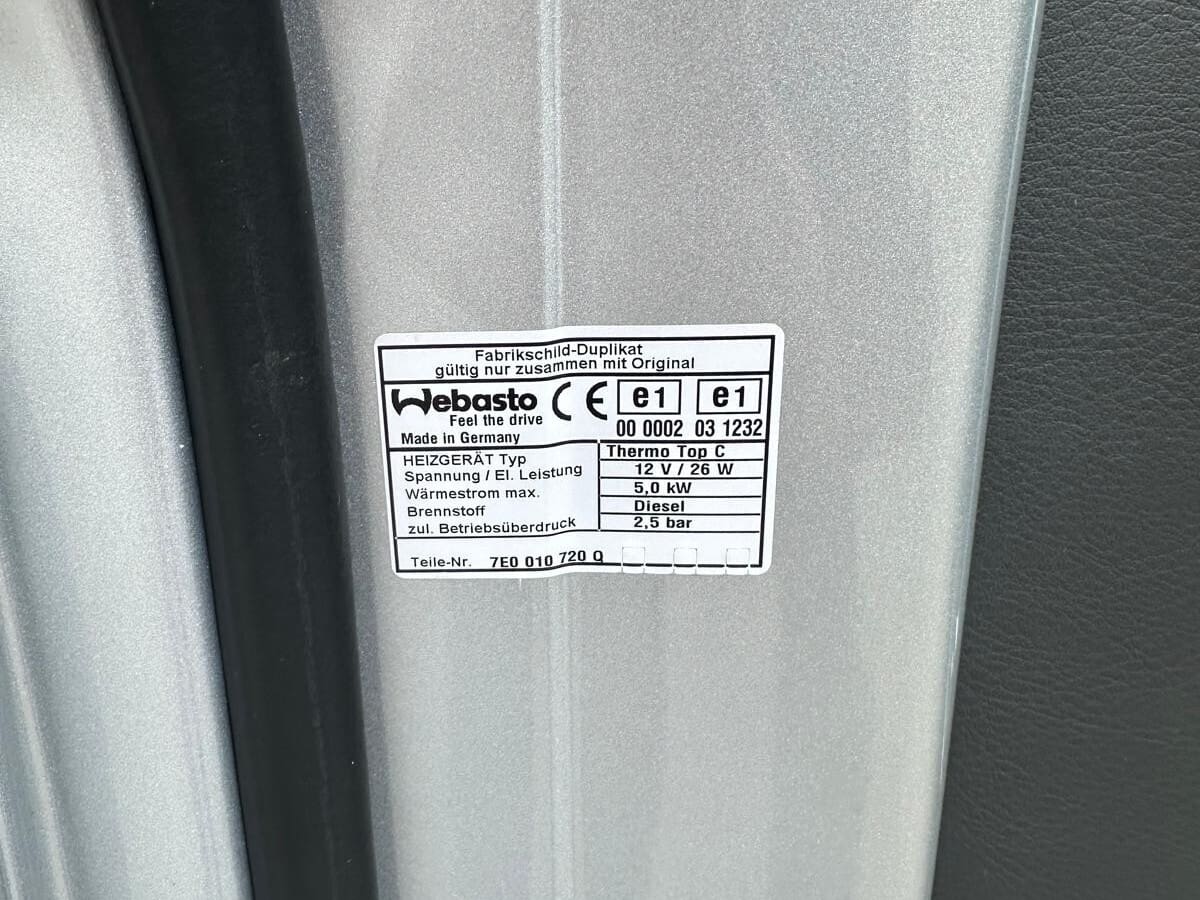 Fabrikschild-Duplikat
gültig nur zusammen mit Original
Webasto CE e1 e1
Feel the drive 00 0002 03 1232
Made in Germany
HEIZGERÄT Typ Thermo Top C
Spannung / El. Leistung 12 V / 26 W
Wärmestrom max. 5,0 kW
Brennstoff Diesel
zul. Betriebsüberdruck 2,5 bar
Teile-Nr. 7E0 010 720 Q